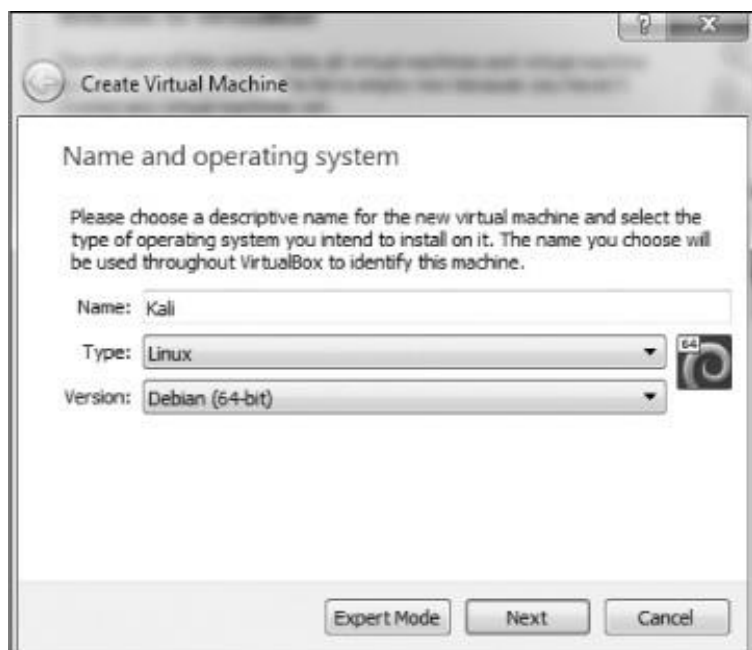 Create Virtual Machine
Name and operating system
Please choose a descriptive name for the new virtual machine and select the
type of operating system you intend to install on it. The name you choose will
be used throughout VirtualBox to identify this machine.
Name: Kali
Type: Linux
64
Version: Debian (64-bit)
Expert Mode Next Cancel